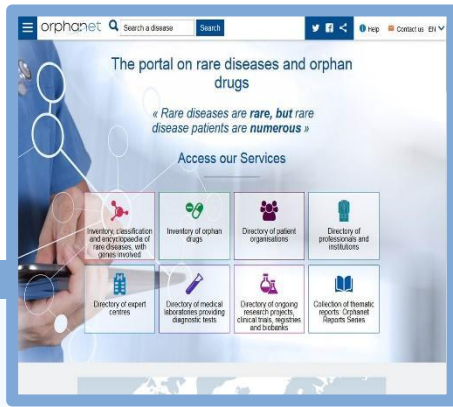 orphanet
Search a disease
Search
Help
Contact us
EN
The portal on rare diseases and orphan
drugs
« Rare diseases are rare, but rare
disease patients are numerous »
Access our Services
Inventory, classification
and encyclopaedia of
rare diseases, with
genes involved
Inventory of orphan
drugs
Directory of patient
organisations
Directory of
professionals and
institutions
Directory of expert
centres
Directory of medical
laboratories providing
diagnostic tests
Directory of ongoing
research projects,
clinical trials, registries
and biobanks
Collection of thematic
reports: Orphanet
Reports Series